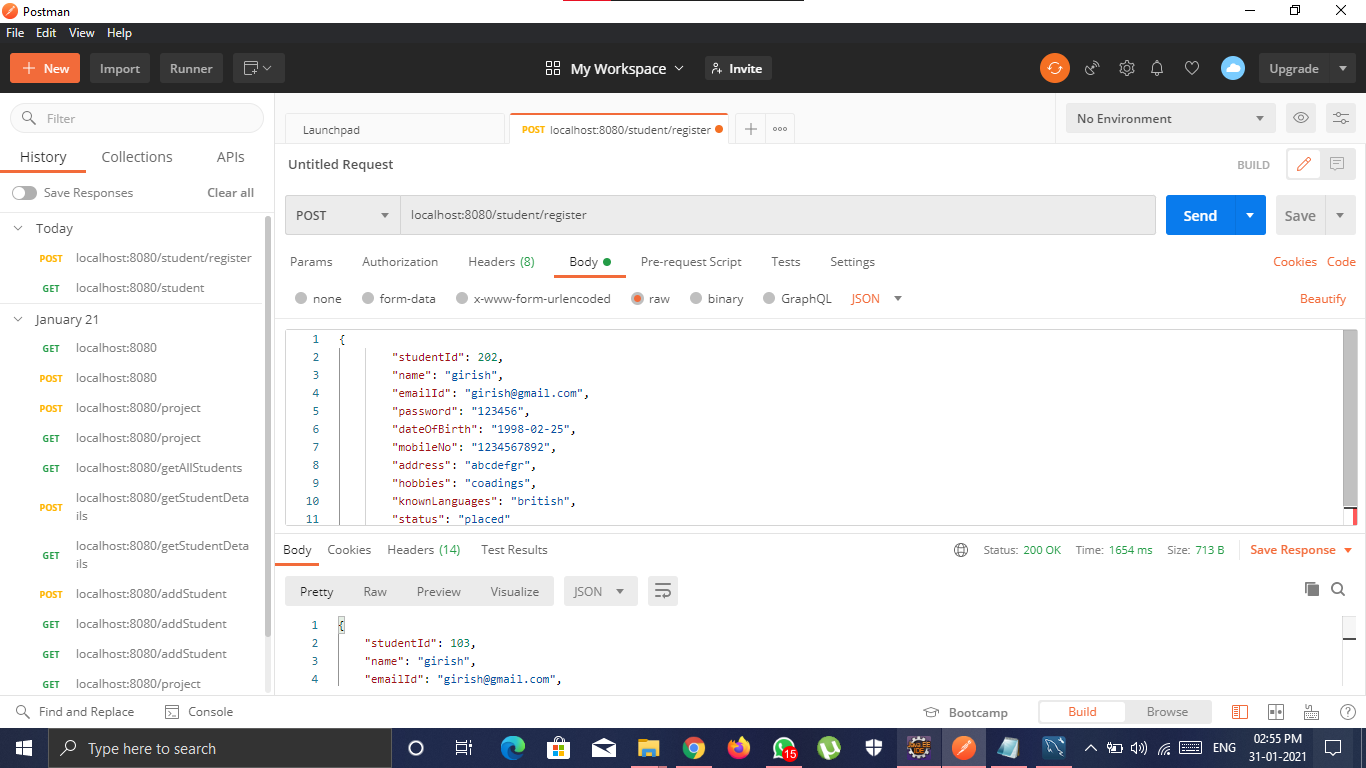 Postman
File Edit View Help
+ New Import Runner My Workspace Invite Upgrade
Filter
History Collections APIs
Save Responses Clear all
Today
POST localhost:8080/student/register
GET localhost:8080/student
January 21
GET localhost:8080
POST localhost:8080
POST localhost:8080/project
GET localhost:8080/project
GET localhost:8080/getAllStudents
POST localhost:8080/getStudentDeta
ils
GET localhost:8080/getStudentDeta
ils
POST localhost:8080/addStudent
GET localhost:8080/addStudent
GET localhost:8080/addStudent
GET localhost:8080/project
Launchpad POST localhost:8080/student/register No Environment
Untitled Request BUILD
POST localhost:8080/student/register Send Save
Params Authorization Headers (8) Body Pre-request Script Tests Settings Cookies Code
none form-data x-www-form-urlencoded raw binary GraphQL JSON Beautify
1 {
2 "studentId": 202,
3 "name": "girish",
4 "emailId": "girish@gmail.com",
5 "password": "123456",
6 "dateOfBirth": "1998-02-25",
7 "mobileNo": "1234567892",
8 "address": "abcdefgr",
9 "hobbies": "coadings",
10 "knownLanguages": "british",
11 "status": "placed"
Body Cookies Headers (14) Test Results Status: 200 OK Time: 1654 ms Size: 713 B Save Response
Pretty Raw Preview Visualize JSON
1 {
2 "studentId": 103,
3 "name": "girish",
4 "emailId": "girish@gmail.com",
Find and Replace Console Bootcamp Build Browse
Type here to search 15 ENG 02:55 PM
31-01-2021